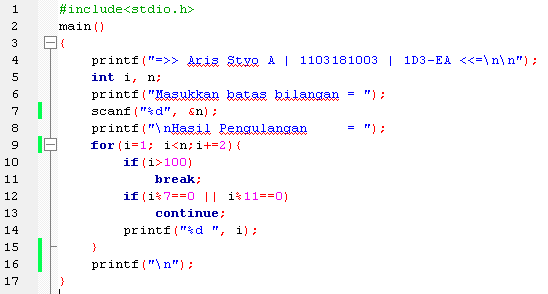 1 #include<stdio.h>
2 main()
3 {
4 printf("=>> Aris Styo A | 1103181003 | 1D3-EA <<=\n\n");
5 int i, n;
6 printf("Masukkan batas bilangan = ");
7 scanf("%d", &n);
8 printf("\nHasil Pengulangan     = ");
9 for(i=1; i<n;i+=2){
10 if(i>100)
11 break;
12 if(i%7==0 || i%11==0)
13 continue;
14 printf("%d ", i);
15 }
16 printf("\n");
17 }